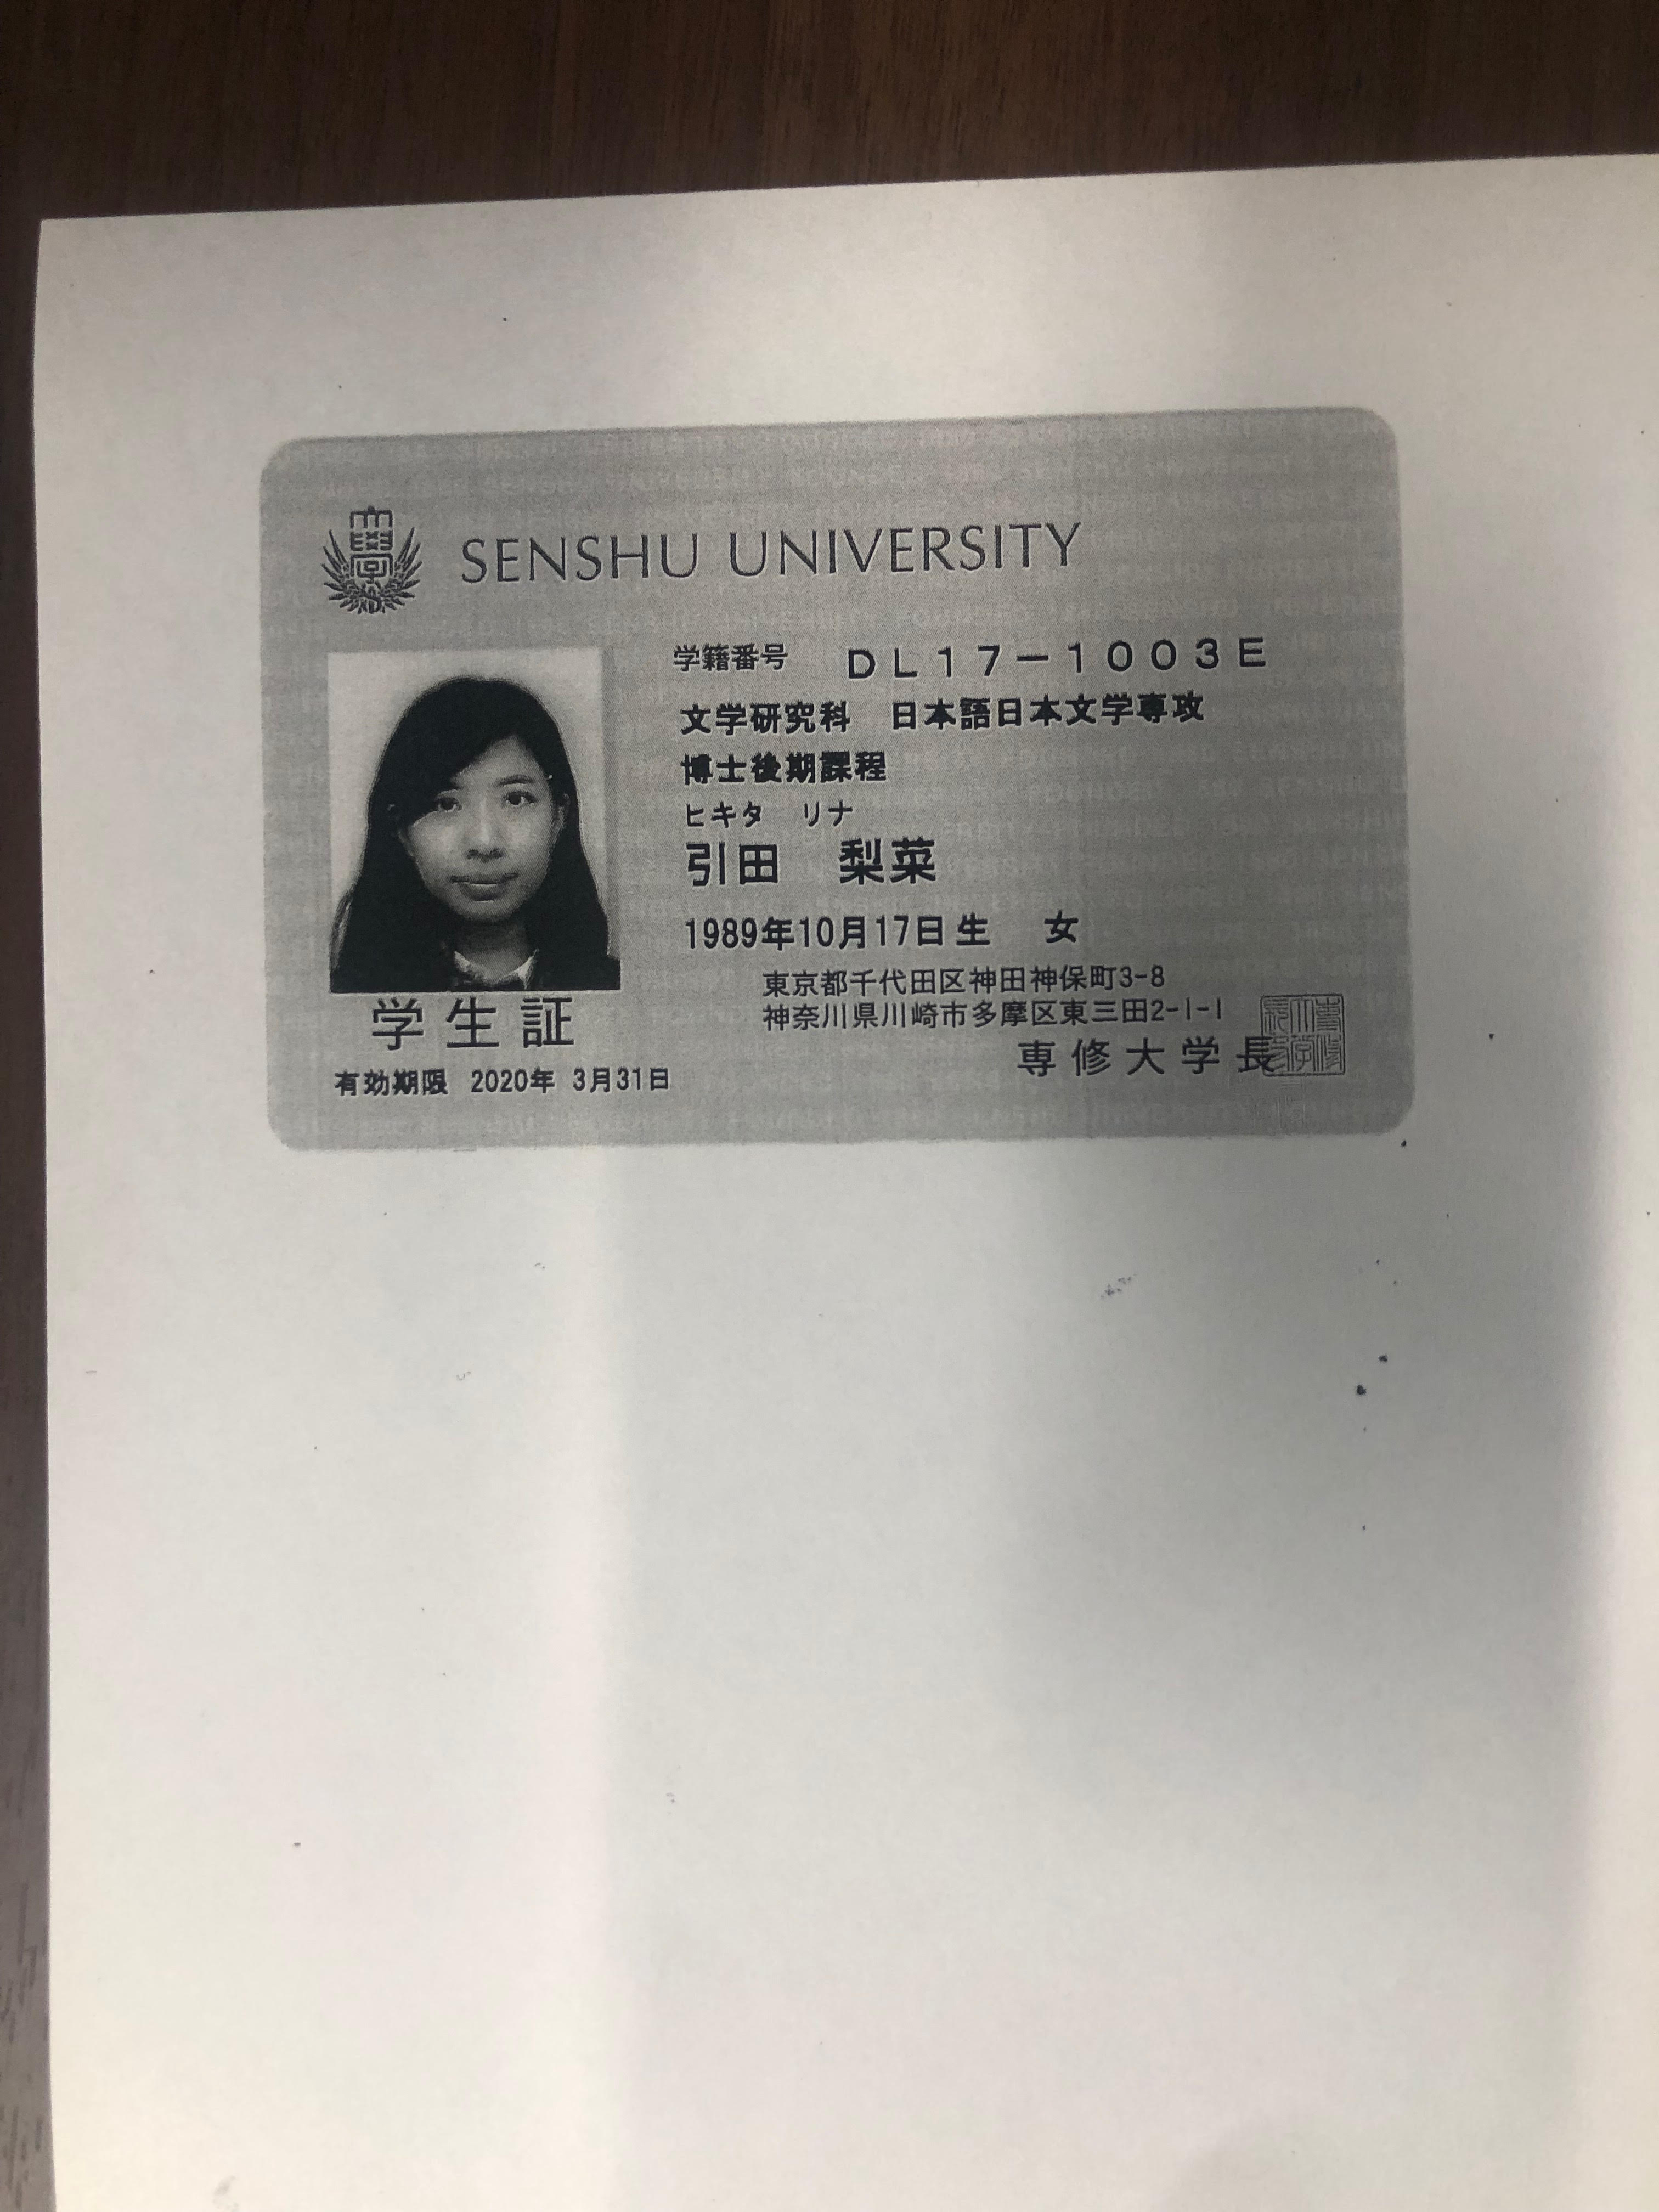 SENSHU UNIVERSITY
学籍番号 DL17-1003E
文学研究科 日本語日本文学専攻
博士後期課程
ヒキタ リナ
引田 梨菜
1989年10月17日生 女
東京都千代田区神田神保町3-8
神奈川県川崎市多摩区東三田2-1-1
専修大学長
学生証
有効期限 2020年 3月31日